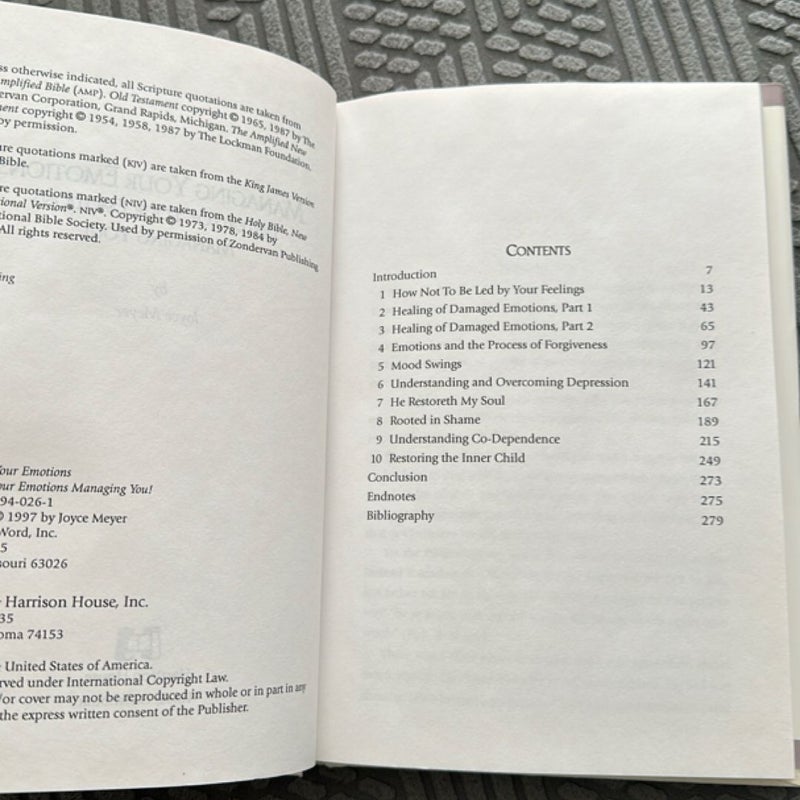 ss otherwise indicated, all Scripture quotations are taken from
mplified Bible (AMP). Old Testament copyright © 1965, 1987 by The
ervan Corporation, Grand Rapids, Michigan. The Amplified New
ment copyright © 1954, 1958, 1987 by The Lockman Foundation.
by permission.
ure quotations marked (KJV) are taken from the King James Version
Bible.
re quotations marked (NIV) are taken from the Holy Bible, New
tional Version®. NIV®. Copyright © 1973, 1978, 1984 by
tional Bible Society. Used by permission of Zondervan Publishing
All rights reserved.
ing
our Emotions
ur Emotions Managing You!
94-026-1
© 1997 by Joyce Meyer
Word, Inc.
5
souri 63026
Harrison House, Inc.
35
oma 74153
United States of America.
rved under International Copyright Law.
/or cover may not be reproduced in whole or in part in any
the express written consent of the Publisher.
CONTENTS
Introduction 7
1 How Not To Be Led by Your Feelings 13
2 Healing of Damaged Emotions, Part 1 43
3 Healing of Damaged Emotions, Part 2 65
4 Emotions and the Process of Forgiveness 97
5 Mood Swings 121
6 Understanding and Overcoming Depression 141
7 He Restoreth My Soul 167
8 Rooted in Shame 189
9 Understanding Co-Dependence 215
10 Restoring the Inner Child 249
Conclusion 273
Endnotes 275
Bibliography 279